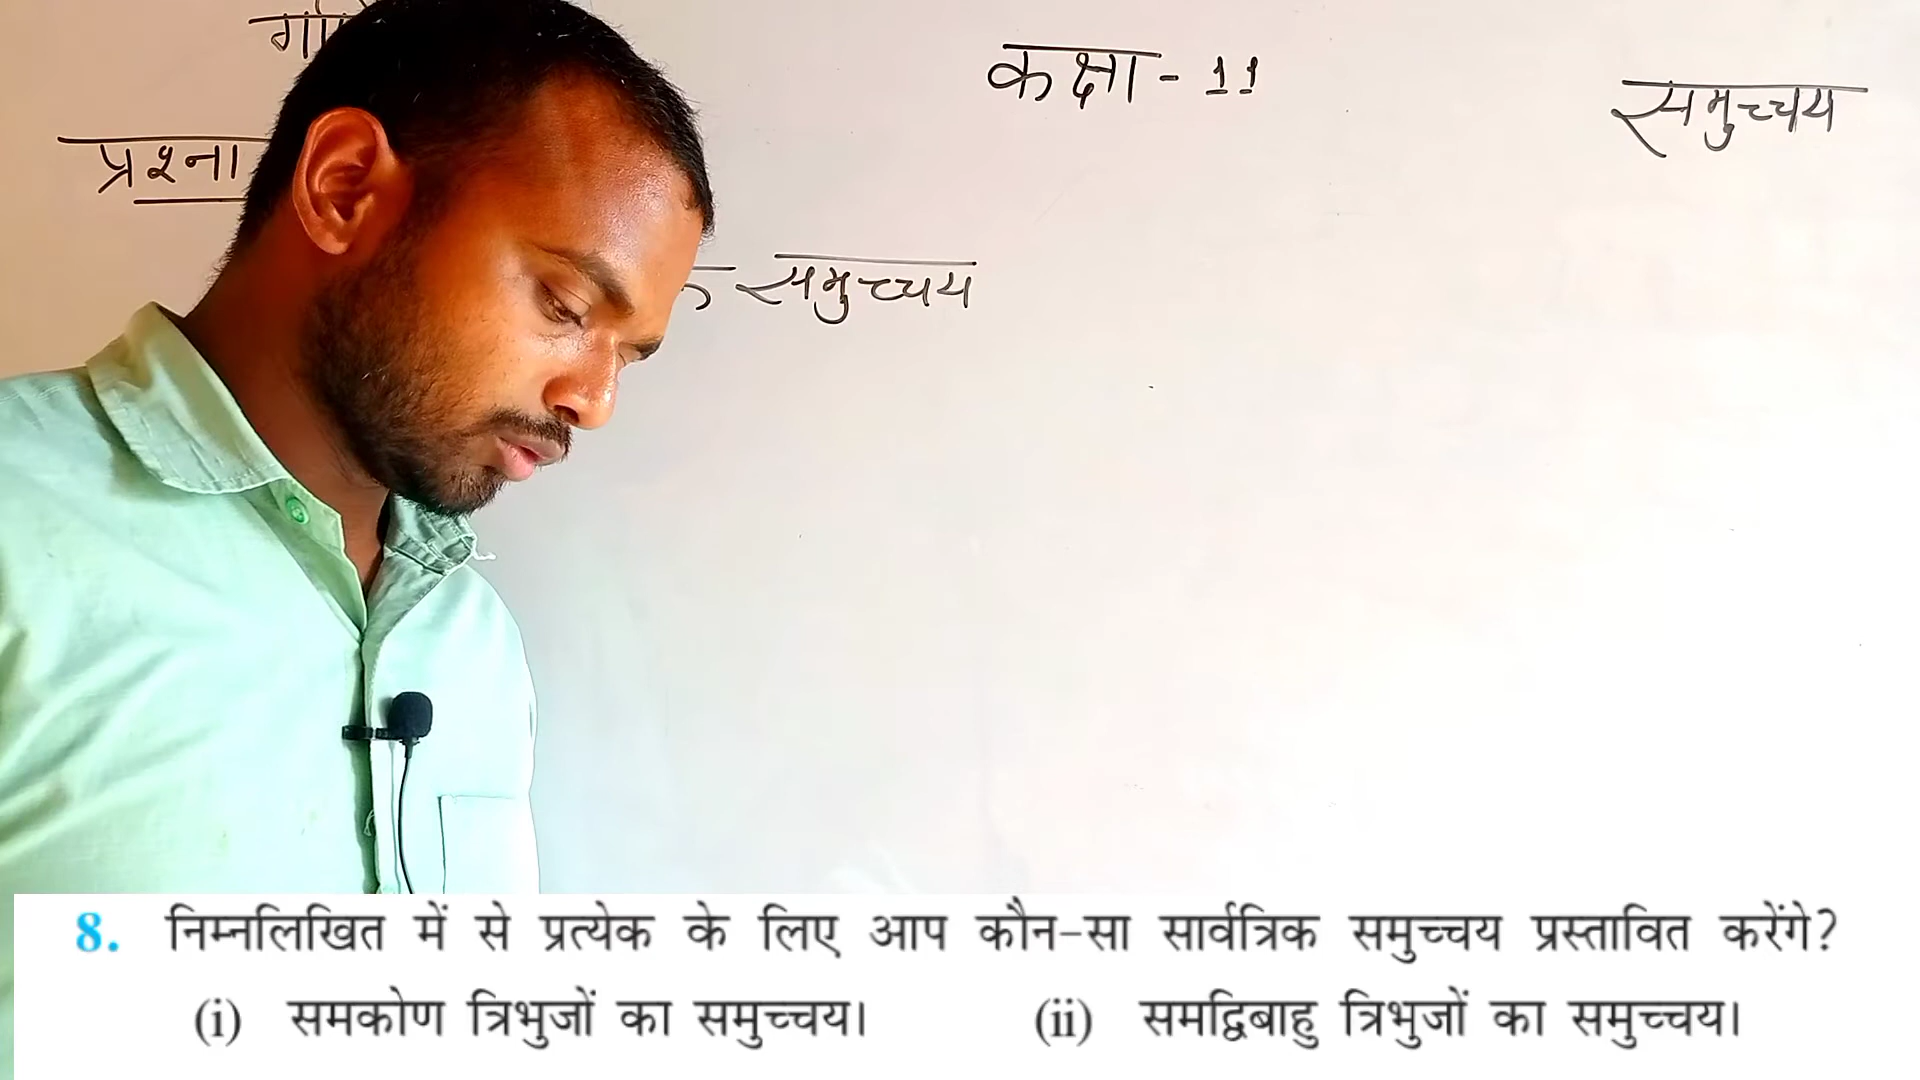 कक्षा - 11
समुच्चय
समुच्चय
8. निम्नलिखित में से प्रत्येक के लिए आप कौन-सा सार्वत्रिक समुच्चय प्रस्तावित करेंगे?
(i) समकोण त्रिभुजों का समुच्चय। (ii) समद्विबाहु त्रिभुजों का समुच्चय।